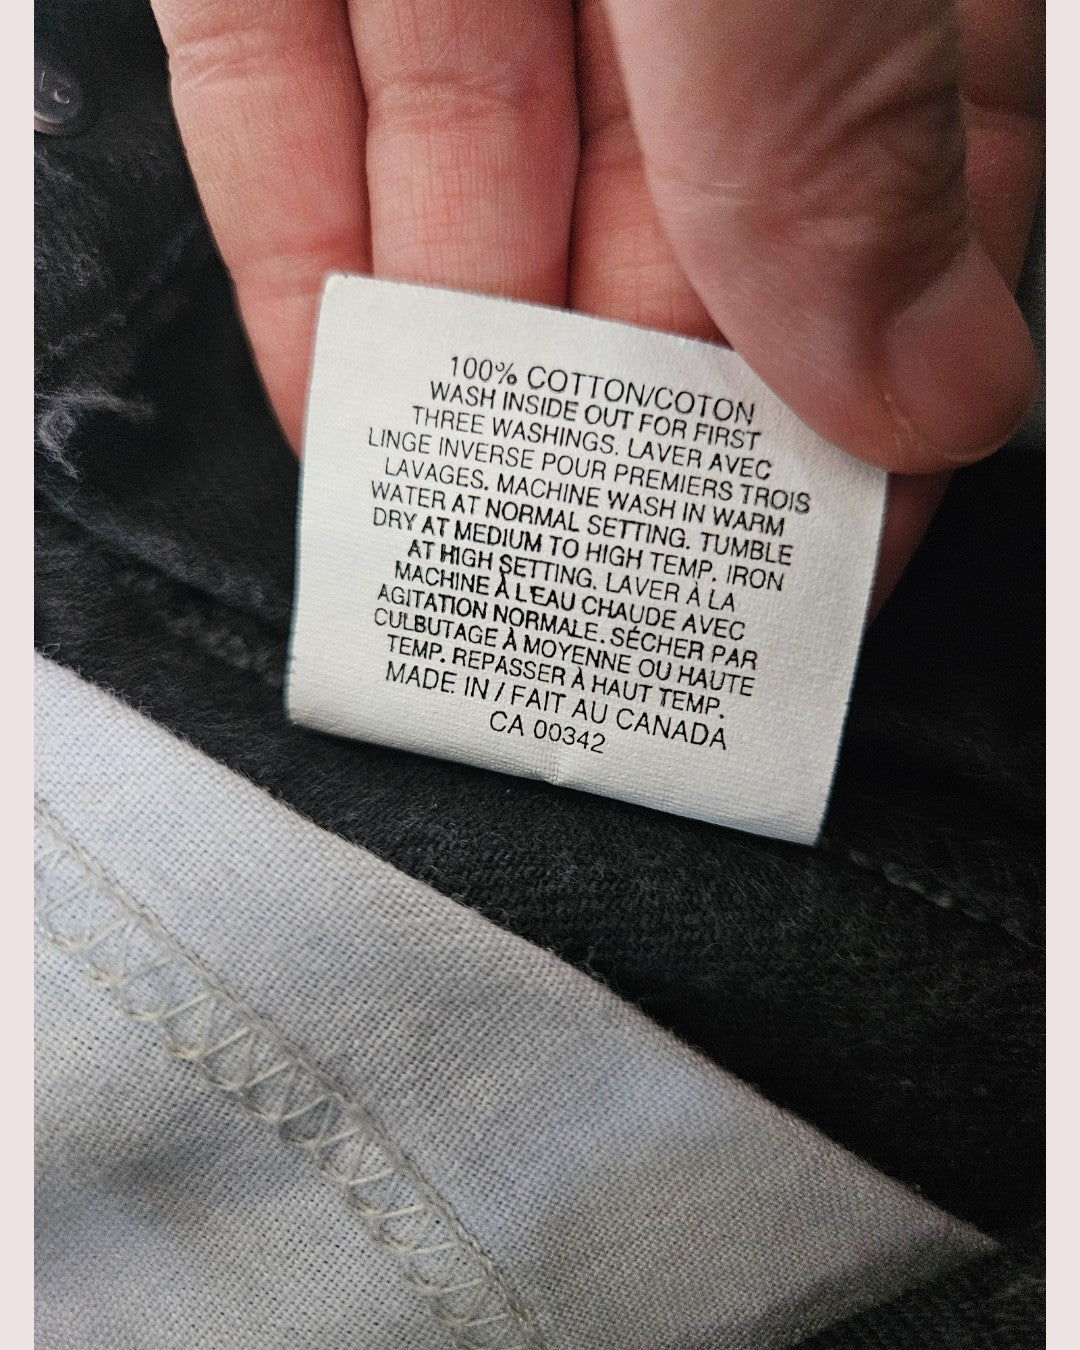 100% COTTON/COTON
WASH INSIDE OUT FOR FIRST
THREE WASHINGS. LAVER AVEC
LINGE INVERSE POUR PREMIERS TROIS
LAVAGES. MACHINE WASH IN WARM
WATER AT NORMAL SETTING. TUMBLE
DRY AT MEDIUM TO HIGH TEMP. IRON
AT HIGH SETTING. LAVER À LA
MACHINE À L'EAU CHAUDE AVEC
AGITATION NORMALE. SÉCHER PAR
CULBUTAGE À MOYENNE OU HAUTE
TEMP. REPASSER À HAUT TEMP.
MADE IN / FAIT AU CANADA
CA 00342